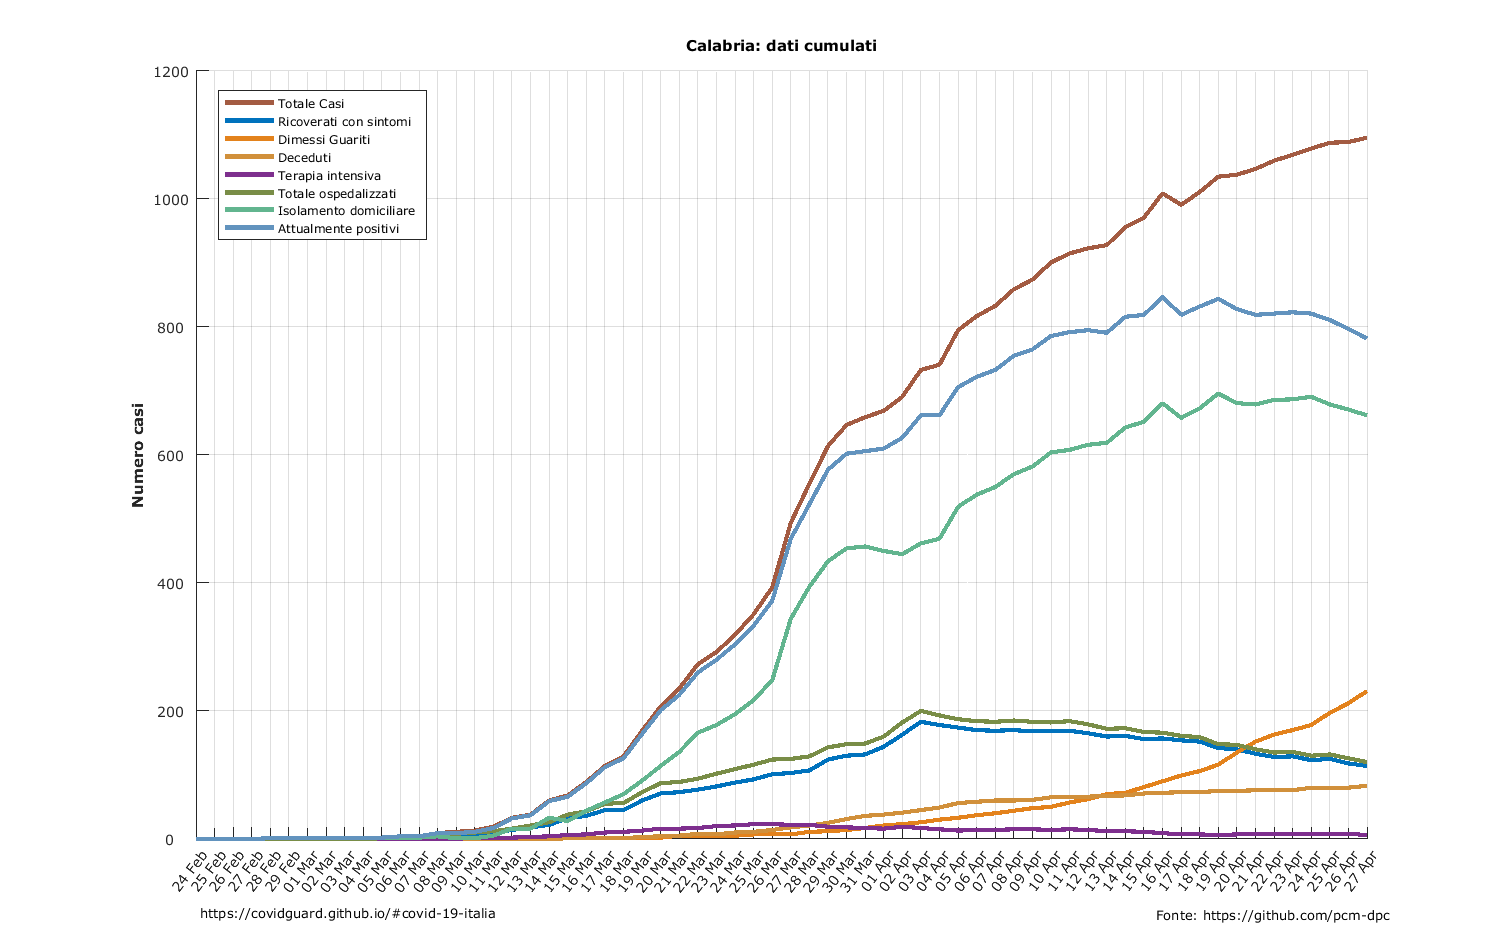 Calabria: dati cumulati
1200
1000
800
600
400
200
0
Numero casi
Totale Casi
Ricoverati con sintomi
Dimessi Guariti
Deceduti
Terapia intensiva
Totale ospedalizzati
Isolamento domiciliare
Attualmente positivi
24 Feb
25 Feb
26 Feb
27 Feb
28 Feb
29 Feb
01 Mar
02 Mar
03 Mar
04 Mar
05 Mar
06 Mar
07 Mar
08 Mar
09 Mar
10 Mar
11 Mar
12 Mar
13 Mar
14 Mar
15 Mar
16 Mar
17 Mar
18 Mar
19 Mar
20 Mar
21 Mar
22 Mar
23 Mar
24 Mar
25 Mar
26 Mar
27 Mar
28 Mar
29 Mar
30 Mar
31 Mar
01 Apr
02 Apr
03 Apr
04 Apr
05 Apr
06 Apr
07 Apr
08 Apr
09 Apr
10 Apr
11 Apr
12 Apr
13 Apr
14 Apr
15 Apr
16 Apr
17 Apr
18 Apr
19 Apr
20 Apr
21 Apr
22 Apr
23 Apr
24 Apr
25 Apr
26 Apr
27 Apr
https://covidguard.github.io/#covid-19-italia
Fonte: https://github.com/pcm-dpc